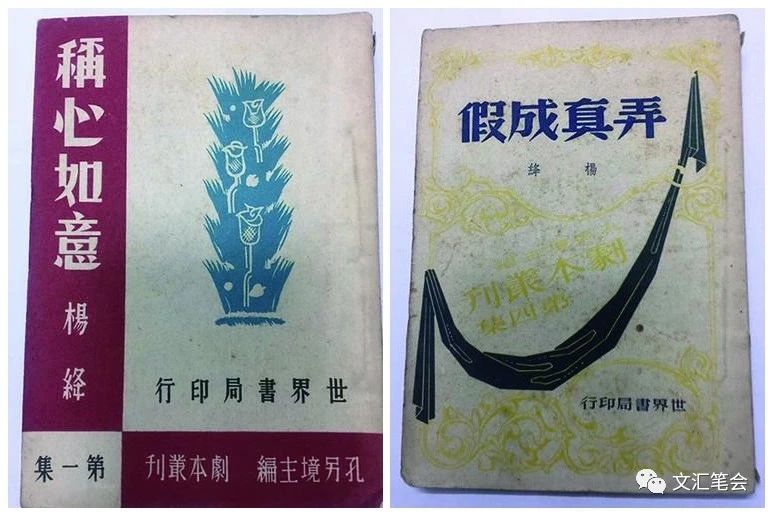 稱心如意
楊絳
世界書局印行
孔另境主編 劇本叢刊 第一集
弄真成假
楊絳
劇本叢刊
第四集
世界書局印行
文汇笔会